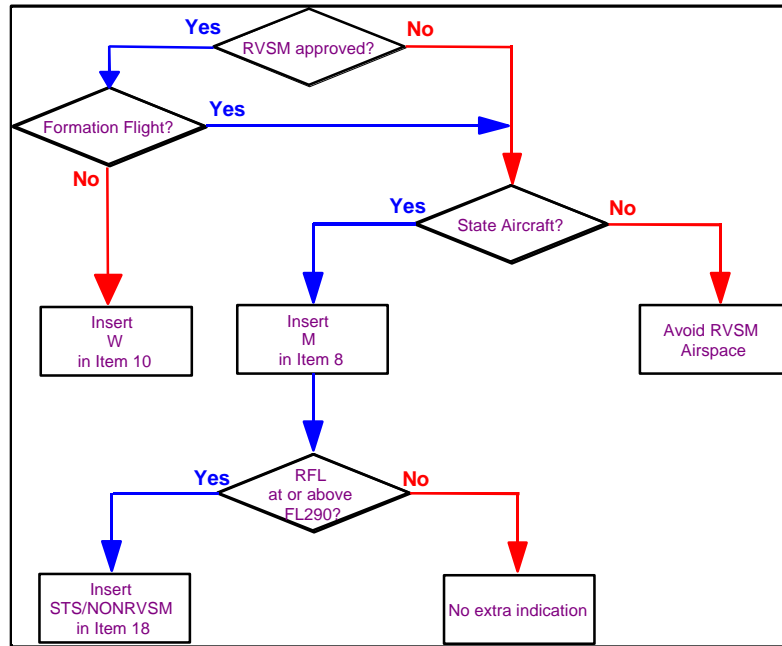 Yes
RVSM approved?
No
Formation Flight?
Yes
No
Yes
State Aircraft?
No
Insert
W
in Item 10
Insert
M
in Item 8
Avoid RVSM
Airspace
Yes
RFL
at or above
FL290?
No
Insert
STS/NONRVSM
in Item 18
No extra indication